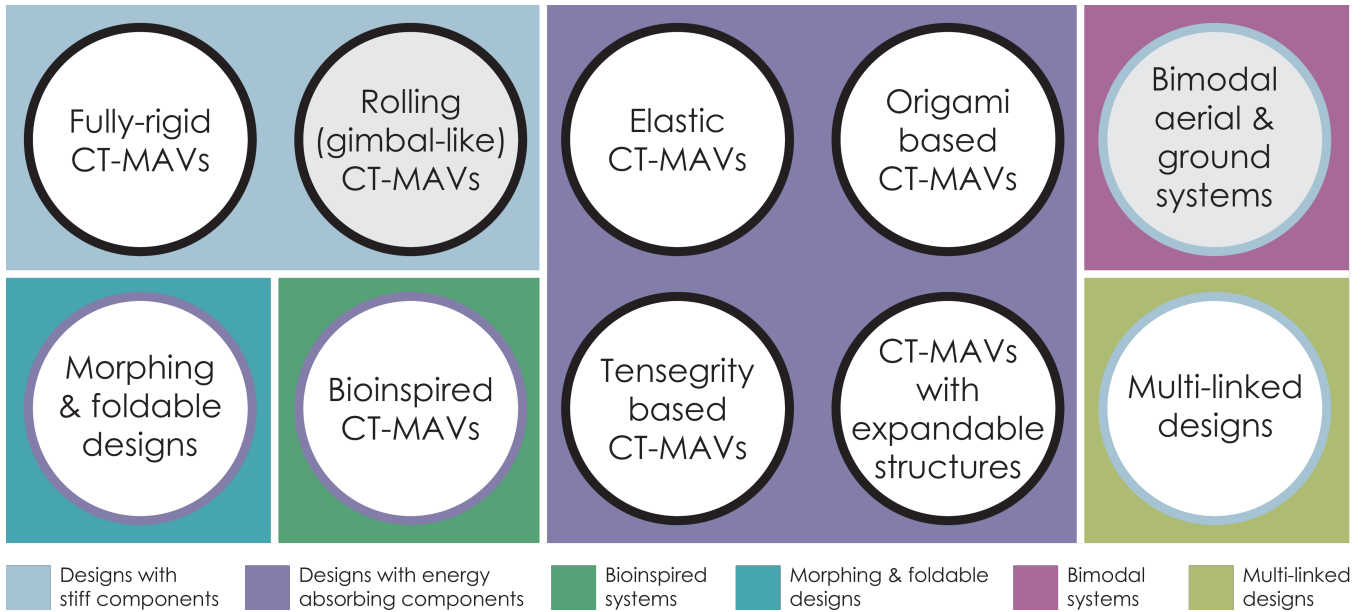 Fully-rigid
CT-MAVs
Rolling
(gimbal-like)
CT-MAVs
Elastic
CT-MAVs
Origami
based
CT-MAVs
Bimodal
aerial &
ground
systems
Morphing
& foldable
designs
Bioinspired
CT-MAVs
Tensegrity
based
CT-MAVs
CT-MAVs
with
expandable
structures
Multi-linked
designs
Designs with
stiff components
Designs with energy
absorbing components
Bioinspired
systems
Morphing & foldable
designs
Bimodal
systems
Multi-linked
designs